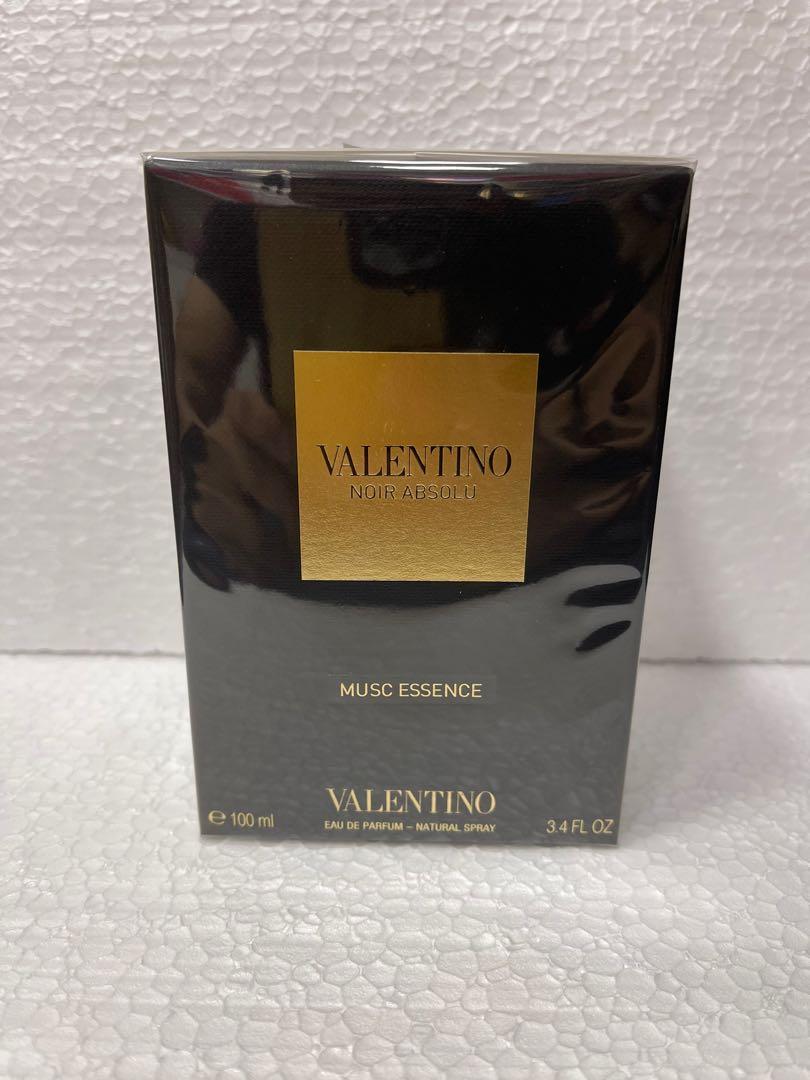 VALENTINO
NOIR ABSOLU
MUSC ESSENCE
VALENTINO
EAU DE PARFUM – NATURAL SPRAY
℮ 100 ml
3.4 FL OZ